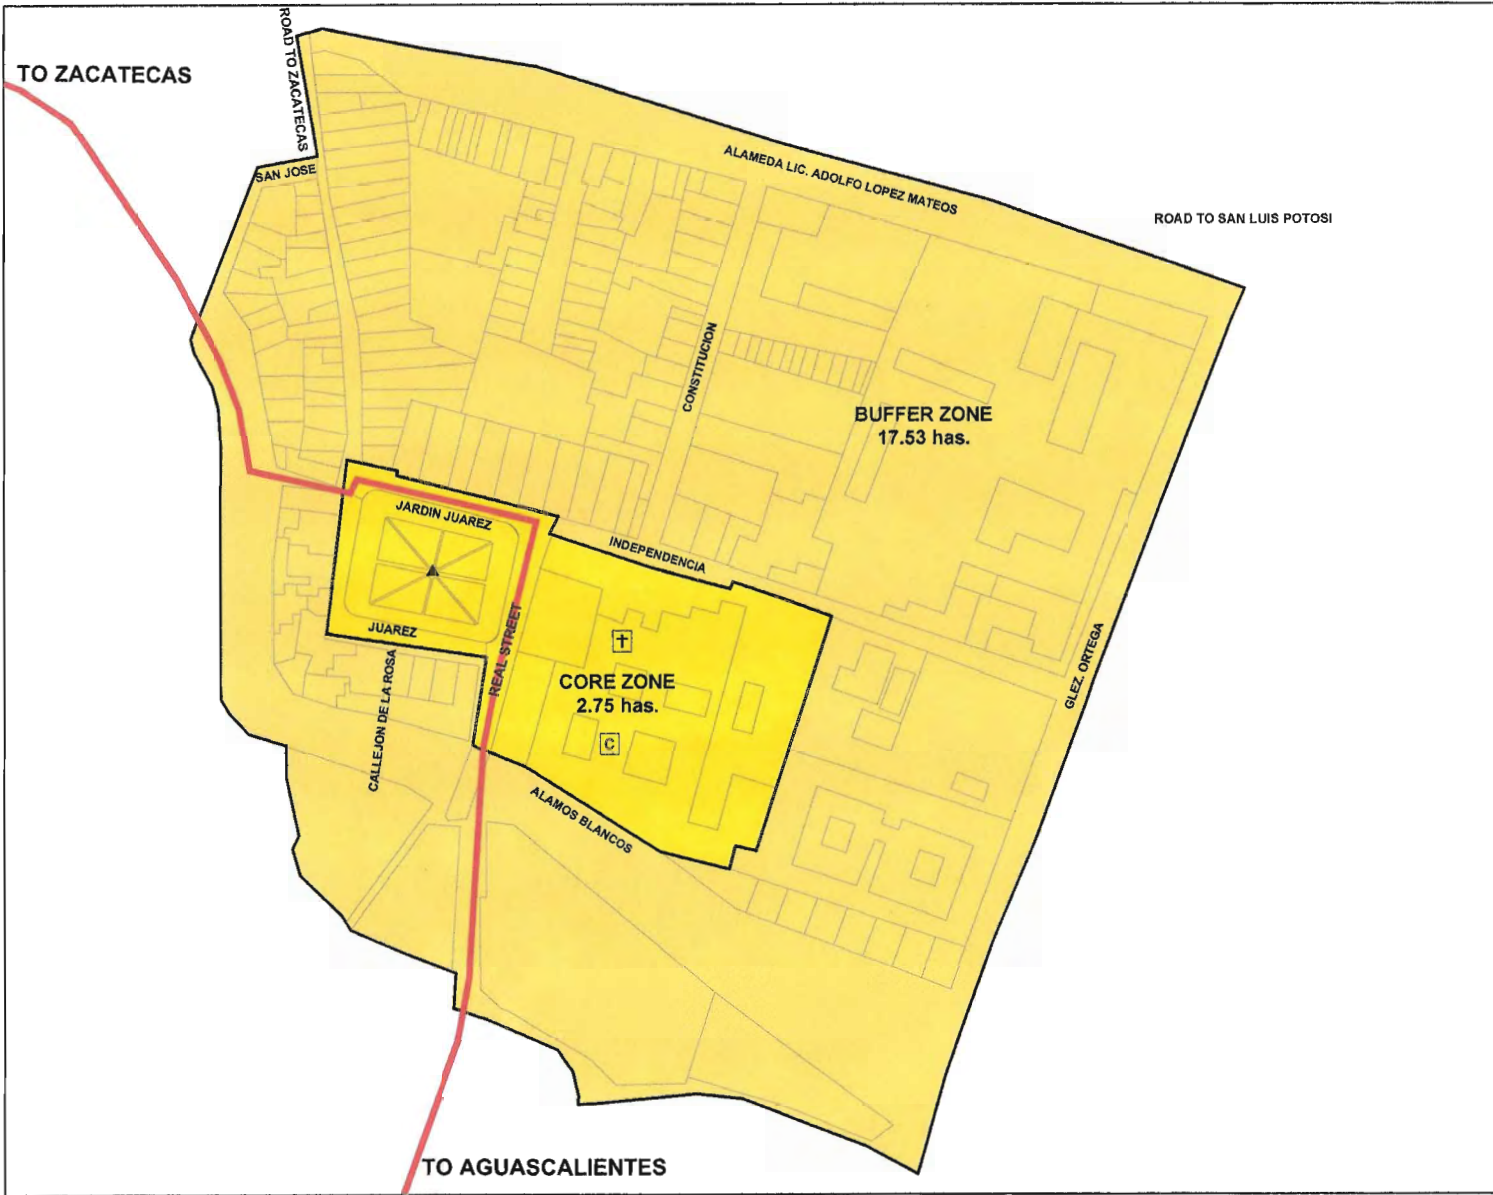 ROAD TO ZACATECAS
TO ZACATECAS
SAN JOSE
ALAMEDA LIC. ADOLFO LOPEZ MATEOS
ROAD TO SAN LUIS POTOSI
CONSTITUCION
BUFFER ZONE
17.53 has.
JARDIN JUAREZ
INDEPENDENCIA
JUAREZ
REAL STREET
CALLEJON DE LA ROSA
GLEZ. ORTEGA
CORE ZONE
2.75 has.
C
ALAMOS BLANCOS
TO AGUASCALIENTES